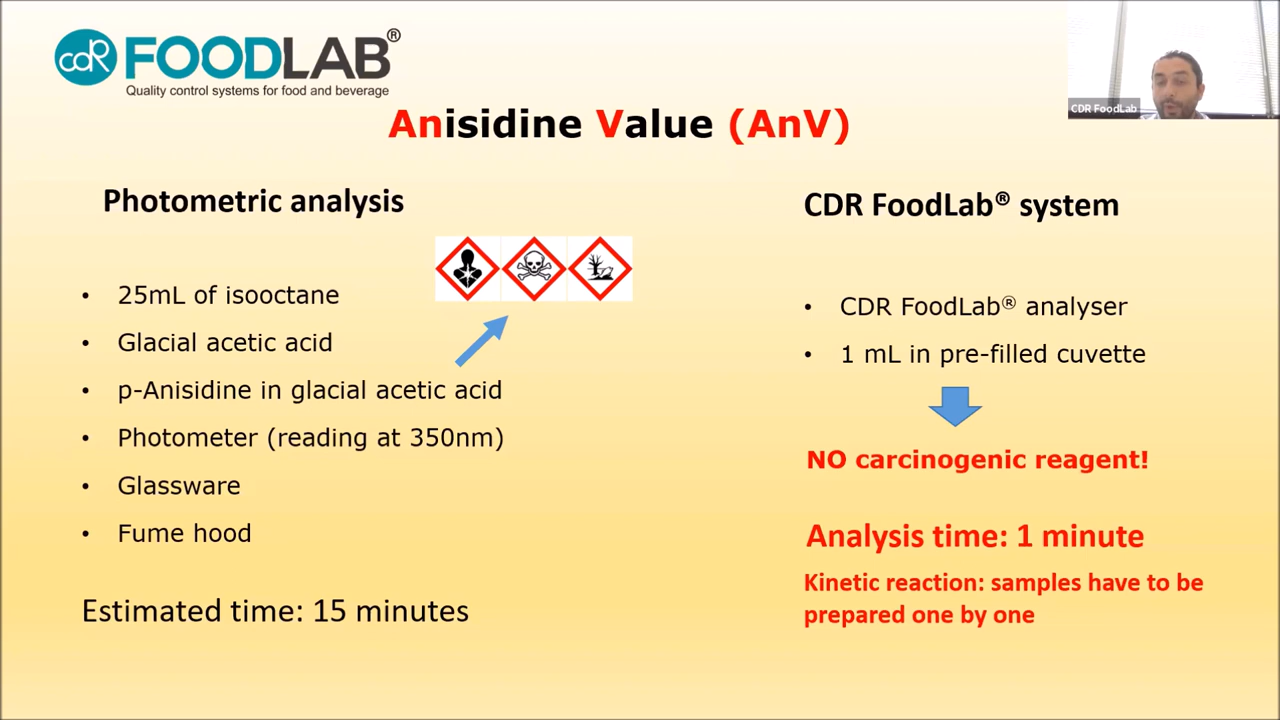 cdR FOODLAB®
Quality control systems for food and beverage
CDR FoodLab
Anisidine Value (AnV)
Photometric analysis
• 25mL of isooctane
• Glacial acetic acid
• p-Anisidine in glacial acetic acid
• Photometer (reading at 350nm)
• Glassware
• Fume hood
Estimated time: 15 minutes
CDR FoodLab® system
• CDR FoodLab® analyser
• 1 mL in pre-filled cuvette
NO carcinogenic reagent!
Analysis time: 1 minute
Kinetic reaction: samples have to be
prepared one by one